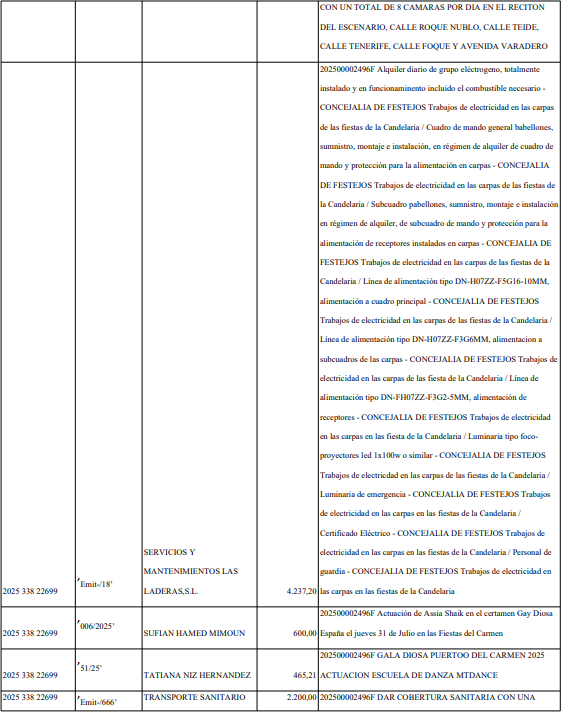 CON UN TOTAL DE 8 CAMARAS POR DIA EN EL RECITON
DEL ESCENARIO, CALLE ROQUE NUBLO, CALLE TEIDE,
CALLE TENERIFE, CALLE FOQUE Y AVENIDA VARADERO
202500002496F Alquiler diario de grupo eléctrogeno, totalmente
instalado y en funcionaminento incluido el combustible necesario -
CONCEJALIA DE FESTEJOS Trabajos de electricidad en las carpas
de las fiestas de la Candelaria / Cuadro de mando general babellones,
sumnistro, montaje e instalación, en régimen de alquiler de cuadro de
mando y protección para la alimentación en carpas - CONCEJALIA
DE FESTEJOS Trabajos de electricidad en las carpas de las fiestas de
la Candelaria / Subcuadro pabellones, sumnistro, montaje e instalación
en régimen de alquiler, de subcuadro de mando y protección para la
alimentación de receptores instalados en carpas - CONCEJALIA DE
FESTEJOS Trabajos de electricidad en las carpas de las fiestas de la
Candelaria / Línea de alimentación tipo DN-H07ZZ-F5G16-10MM,
alimentación a cuadro principal - CONCEJALIA DE FESTEJOS
Trabajos de electricidad en las carpas de las fiestas de la Candelaria /
Línea de alimentación tipo DN-H07ZZ-F3G6MM, alimentacion a
subcuadros de las carpas - CONCEJALIA DE FESTEJOS Trabajos de
electricidad en las carpas de las fiesta de la Candelaria / Línea de
alimentación tipo DN-FH07ZZ-F3G2-5MM, alimentación de
receptores - CONCEJALIA DE FESTEJOS Trabajos de electricidad
en las carpas en las fiesta de la Candelaria / Luminaria tipo foco-
proyectores led 1x100w o similar - CONCEJALIA DE FESTEJOS
Trabajos de electricdad en las carpas de las fiestas de la Candelaria /
Luminaria de emergencia - CONCEJALIA DE FESTEJOS Trabajos
de electricidad en las carpas en las fiestas de la Candelaria /
Certificado Eléctrico - CONCEJALIA DE FESTEJOS Trabajos de
electricidad en las carpas en las fiestas de la Candelaria / Personal de
guardia - CONCEJALIA DE FESTEJOS Trabajos de electricidad en
las carpas en las fiestas de la Candelaria
2025 338 22699
'Emit-/18'
SERVICIOS Y
MANTENIMIENTOS LAS
LADERAS,S.L.
4.237,20
2025 338 22699
'006/2025'
SUFIAN HAMED MIMOUN
600,00
202500002496F Actuación de Assia Shaik en el certamen Gay Diosa
España el jueves 31 de Julio en las Fiestas del Carmen
2025 338 22699
'51/25'
TATIANA NIZ HERNANDEZ
465,21
202500002496F GALA DIOSA PUERTOO DEL CARMEN 2025
ACTUACION ESCUELA DE DANZA MTDANCE
2025 338 22699
'Emit-/666'
TRANSPORTE SANITARIO
2.200,00
202500002496F DAR COBERTURA SANITARIA CON UNA